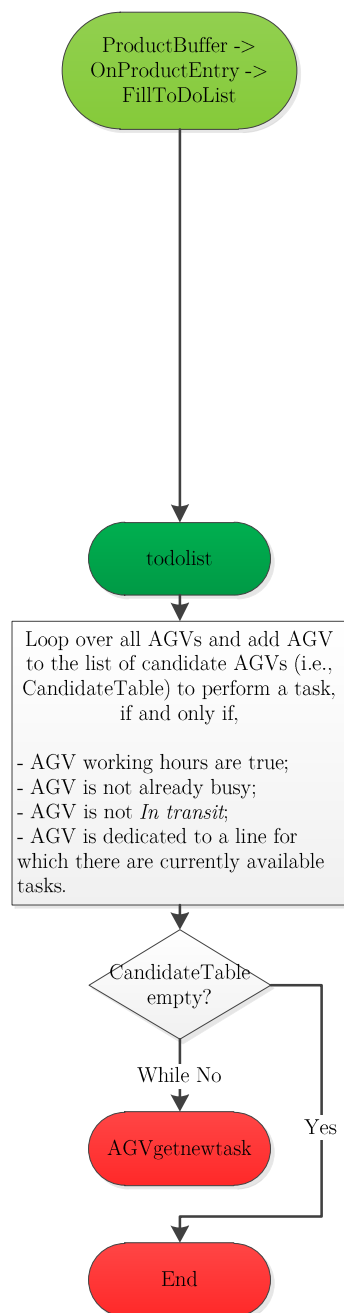 ProductBuffer ->
OnProductEntry ->
FillToDoList
todolist
Loop over all AGVs and add AGV
to the list of candidate AGVs (i.e.,
CandidateTable) to perform a task,
if and only if,
- AGV working hours are true;
- AGV is not already busy;
- AGV is not In transit;
- AGV is dedicated to a line for
which there are currently available
tasks.
CandidateTable
empty?
While No
Yes
AGVgetnewtask
End